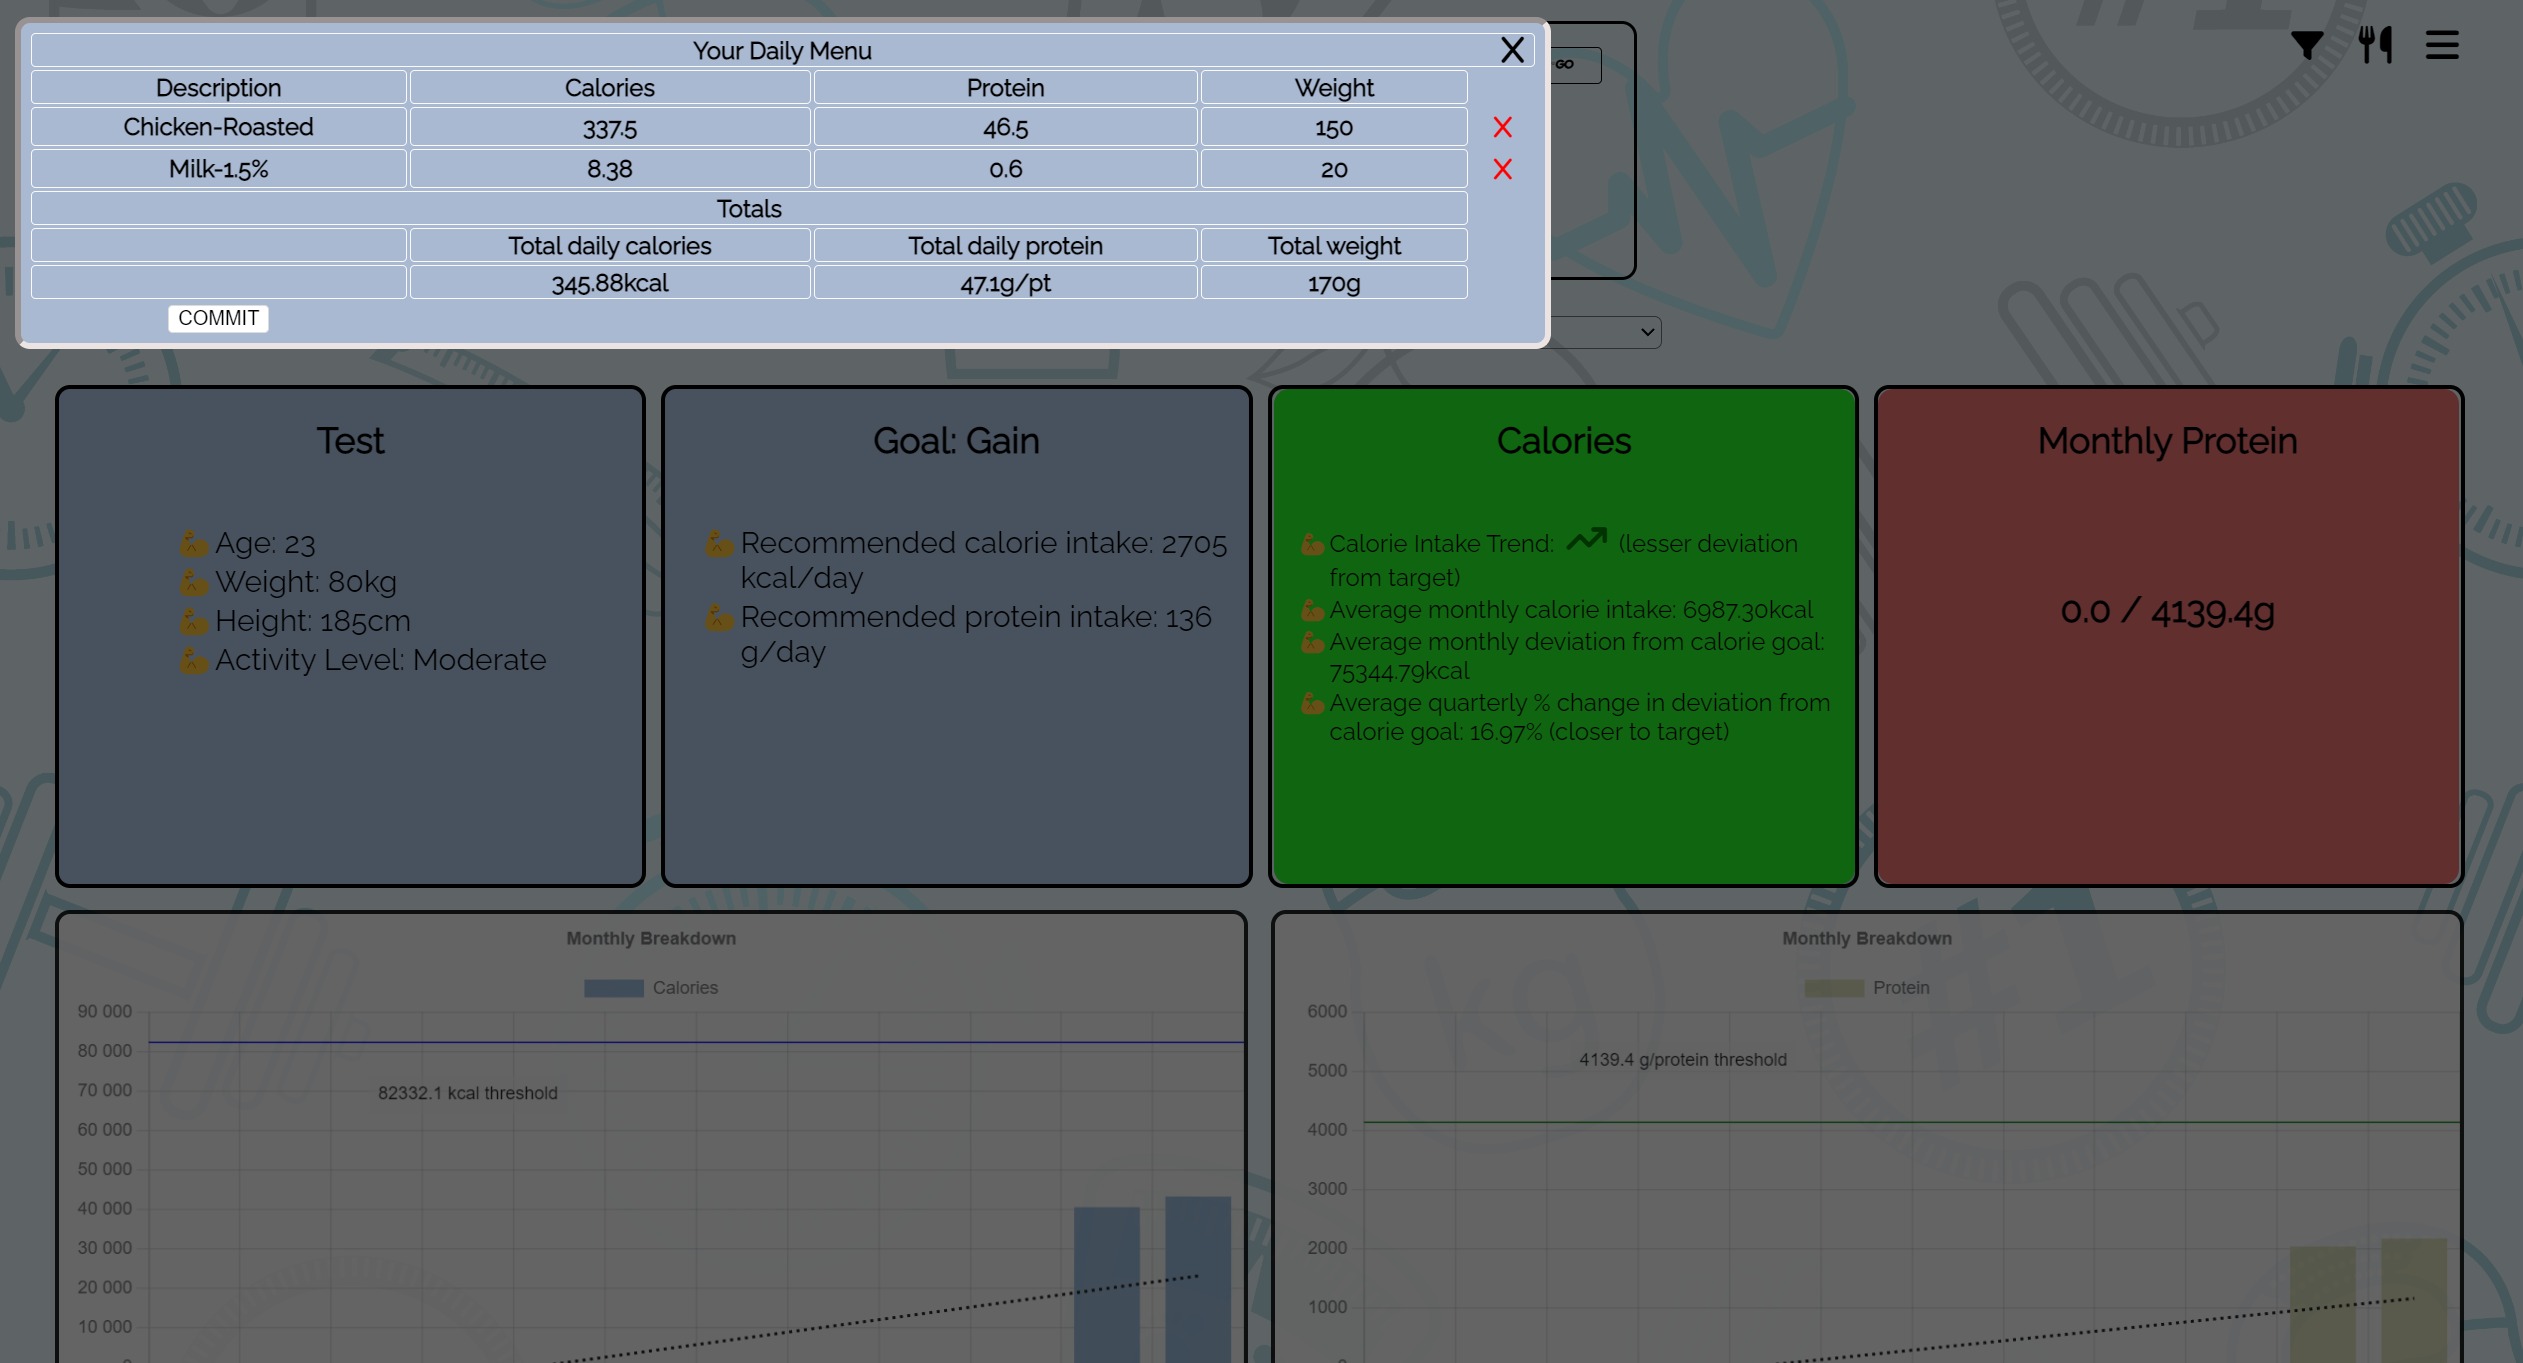 Your Daily Menu X
Description Calories Protein Weight
Chicken-Roasted 337.5 46.5 150 X
Milk-1.5% 8.38 0.6 20 X
Totals
Total daily calories Total daily protein Total weight
345.88kcal 47.1g/pt 170g
COMMIT
GO
Test
Age: 23
Weight: 80kg
Height: 185cm
Activity Level: Moderate
Goal: Gain
Recommended calorie intake: 2705
kcal/day
Recommended protein intake: 136
g/day
Calories
Calorie Intake Trend: (lesser deviation
from target)
Average monthly calorie intake: 6987.30kcal
Average monthly deviation from calorie goal:
75344.79kcal
Average quarterly % change in deviation from
calorie goal: 16.97% (closer to target)
Monthly Protein
0.0 / 4139.4g
Monthly Breakdown
Calories
90 000
80 000
82332.1 kcal threshold
70 000
60 000
50 000
40 000
30 000
20 000
10 000
Monthly Breakdown
Protein
6000
4139.4 g/protein threshold
5000
4000
3000
2000
1000
kg
#1